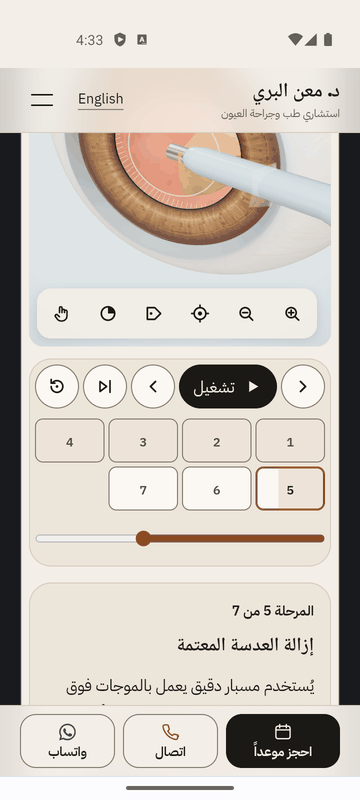 4:33
د. معن البري
استشاري طب وجراحة العيون
English
تشغيل
1 2 3 4
5 6 7
المرحلة 5 من 7
إزالة العدسة المعتمة
يُستخدم مسبار دقيق يعمل بالموجات فوق
احجز موعداً
اتصال
واتساب